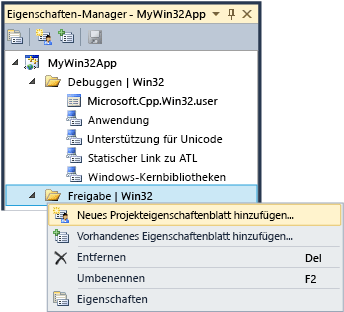 Eigenschaften-Manager - MyWin32App
MyWin32App
Debuggen | Win32
Microsoft.Cpp.Win32.user
Anwendung
Unterstützung für Unicode
Statischer Link zu ATL
Windows-Kernbibliotheken
Freigabe | Win32
Neues Projekteigenschaftenblatt hinzufügen...
Vorhandenes Eigenschaftenblatt hinzufügen...
Entfernen Del
Umbenennen F2
Eigenschaften